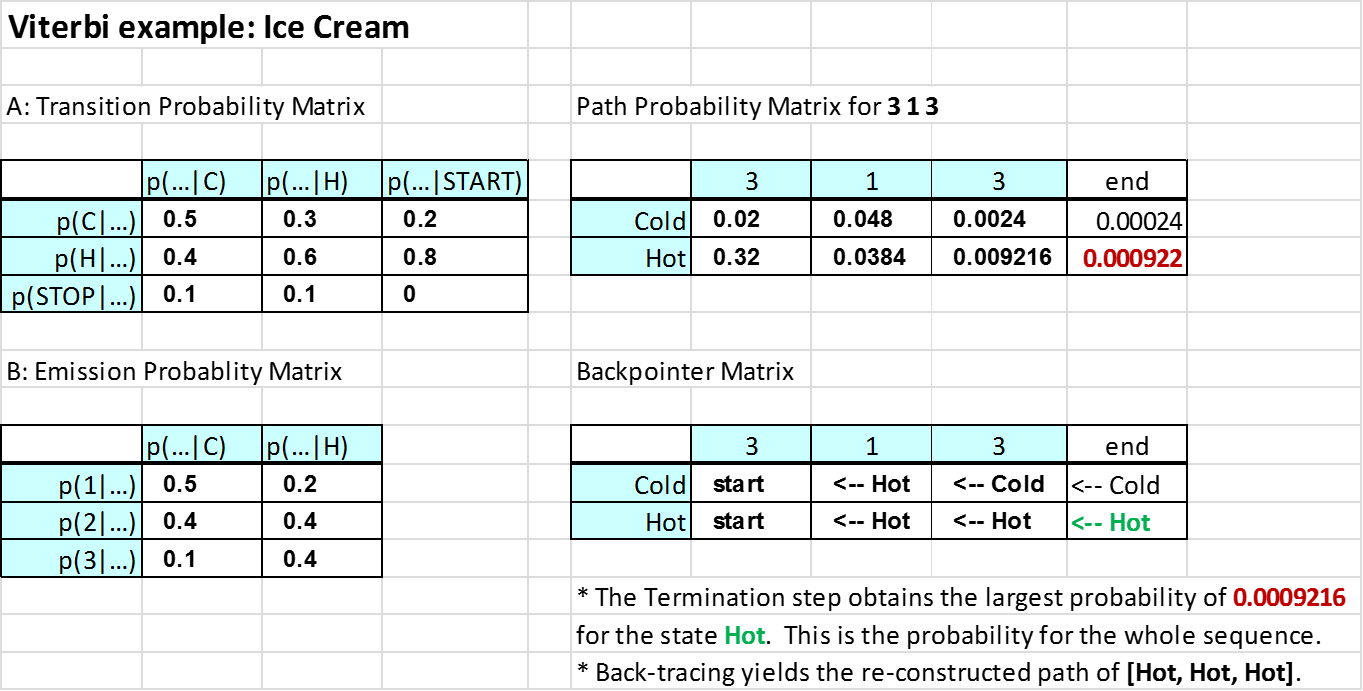 Viterbi example: Ice Cream
A: Transition Probability Matrix
p(...|C) p(...|H) p(...|START)
p(C|...) 0.5 0.3 0.2
p(H|...) 0.4 0.6 0.8
p(STOP|...) 0.1 0.1 0
B: Emission Probablity Matrix
p(...|C) p(...|H)
p(1|...) 0.5 0.2
p(2|...) 0.4 0.4
p(3|...) 0.1 0.4
Path Probability Matrix for 3 1 3
3 1 3 end
Cold 0.02 0.048 0.0024 0.00024
Hot 0.32 0.0384 0.009216 0.000922
Backpointer Matrix
3 1 3 end
Cold start <-- Hot <-- Cold <-- Cold
Hot start <-- Hot <-- Hot <-- Hot
* The Termination step obtains the largest probability of 0.0009216
for the state Hot. This is the probability for the whole sequence.
* Back-tracing yields the re-constructed path of [Hot, Hot, Hot].